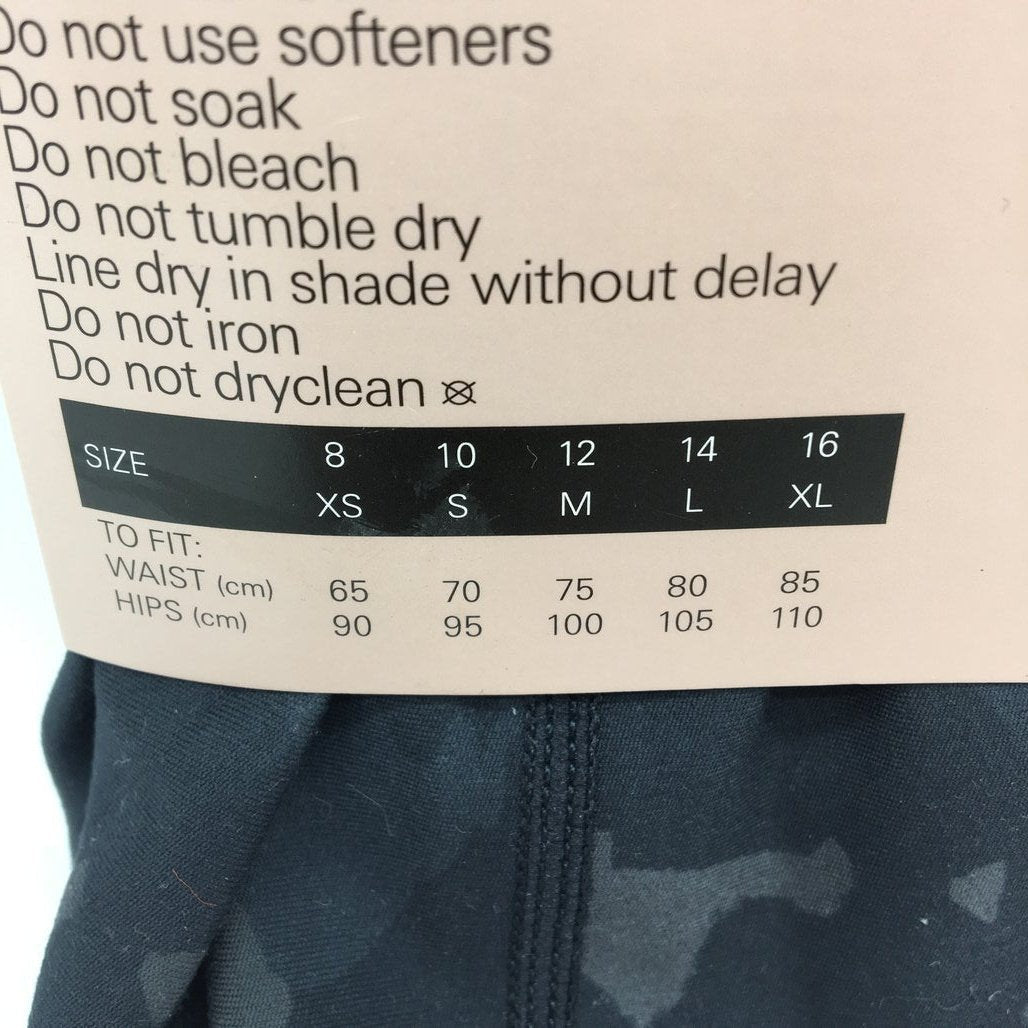 Do not use softeners
Do not soak
Do not bleach
Do not tumble dry
Line dry in shade without delay
Do not iron
Do not dryclean
SIZE 8 10 12 14 16
XS S M L XL
TO FIT:
WAIST (cm) 65 70 75 80 85
HIPS (cm) 90 95 100 105 110